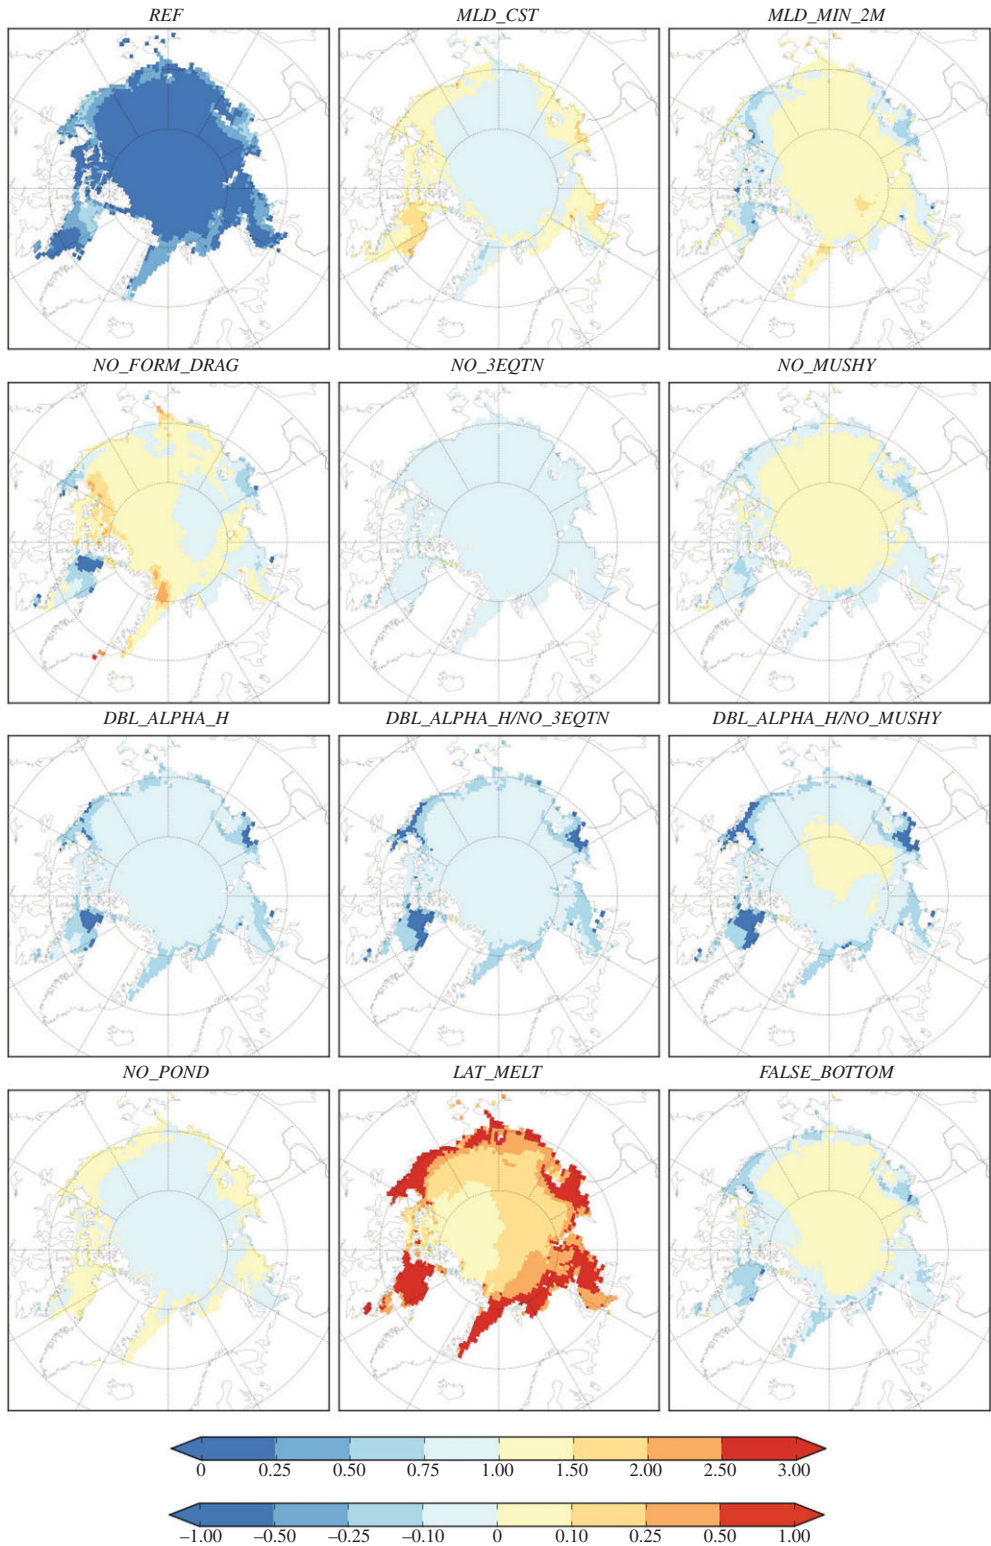 REF MLD_CST MLD_MIN_2M
NO_FORM_DRAG NO_3EQTN NO_MUSHY
DBL_ALPHA_H DBL_ALPHA_H/NO_3EQTN DBL_ALPHA_H/NO_MUSHY
NO_POND LAT_MELT FALSE_BOTTOM
0 0.25 0.50 0.75 1.00 1.50 2.00 2.50 3.00
–1.00 –0.50 –0.25 –0.10 0 0.10 0.25 0.50 1.00